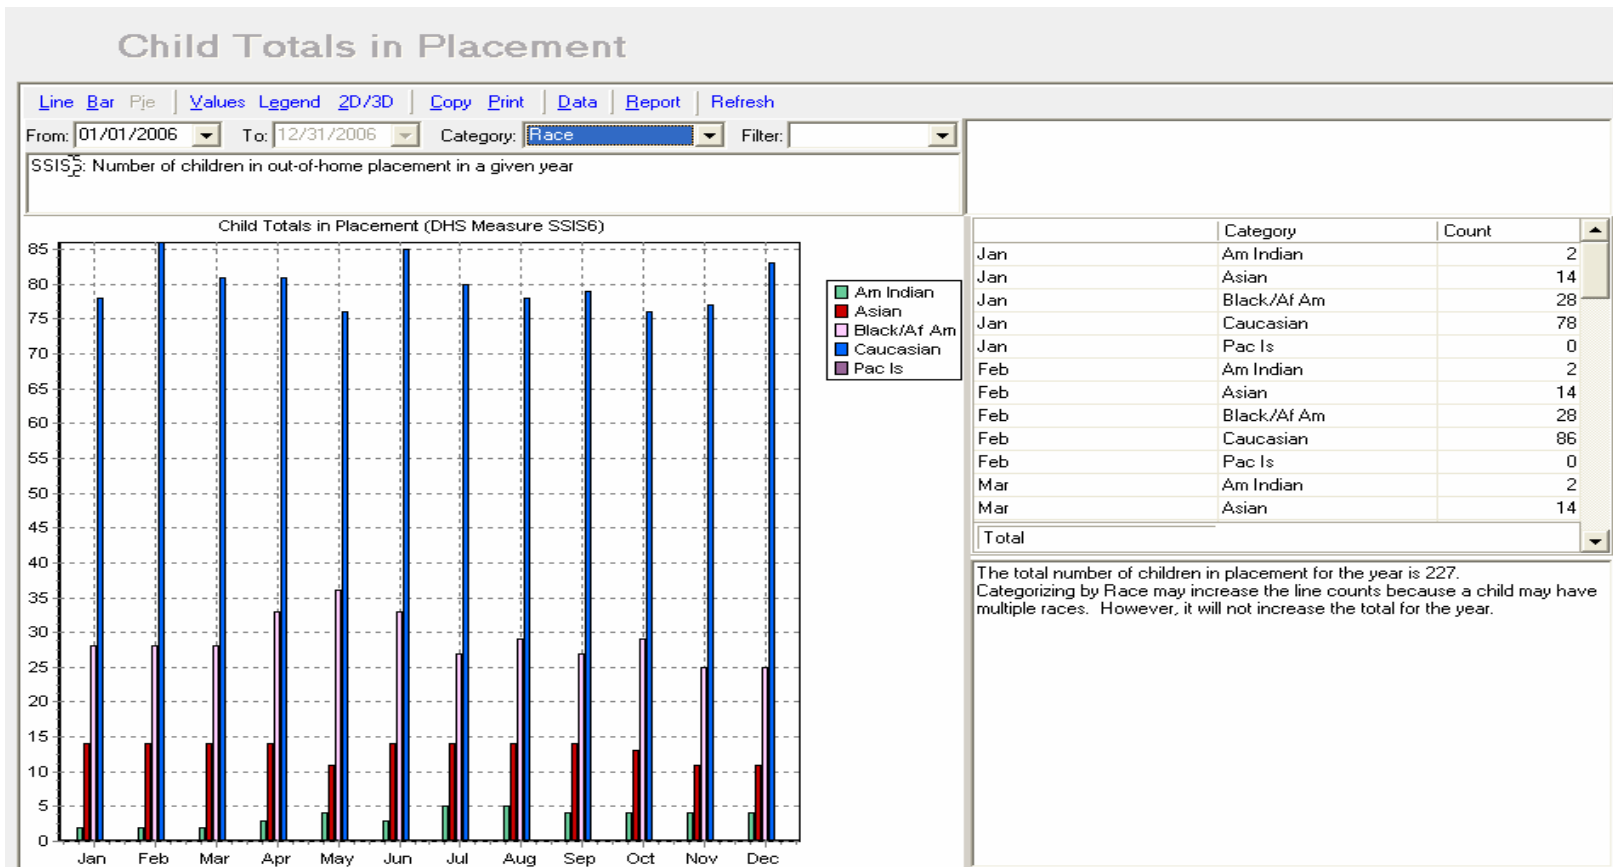 Child Totals in Placement
Line Bar Pie Values Legend 2D/3D Copy Print Data Report Refresh
From: 01/01/2006 To: 12/31/2006 Category: Race Filter:
SSIS6: Number of children in out-of-home placement in a given year
Child Totals in Placement (DHS Measure SSIS6)
85
80
75
70
65
60
55
50
45
40
35
30
25
20
15
10
5
0
Jan Feb Mar Apr May Jun Jul Aug Sep Oct Nov Dec
Am Indian
Asian
Black/Af Am
Caucasian
Pac Is
Category Count
Jan Am Indian 2
Jan Asian 14
Jan Black/Af Am 28
Jan Caucasian 78
Jan Pac Is 0
Feb Am Indian 2
Feb Asian 14
Feb Black/Af Am 28
Feb Caucasian 86
Feb Pac Is 0
Mar Am Indian 2
Mar Asian 14
Total
The total number of children in placement for the year is 227.
Categorizing by Race may increase the line counts because a child may have
multiple races. However, it will not increase the total for the year.